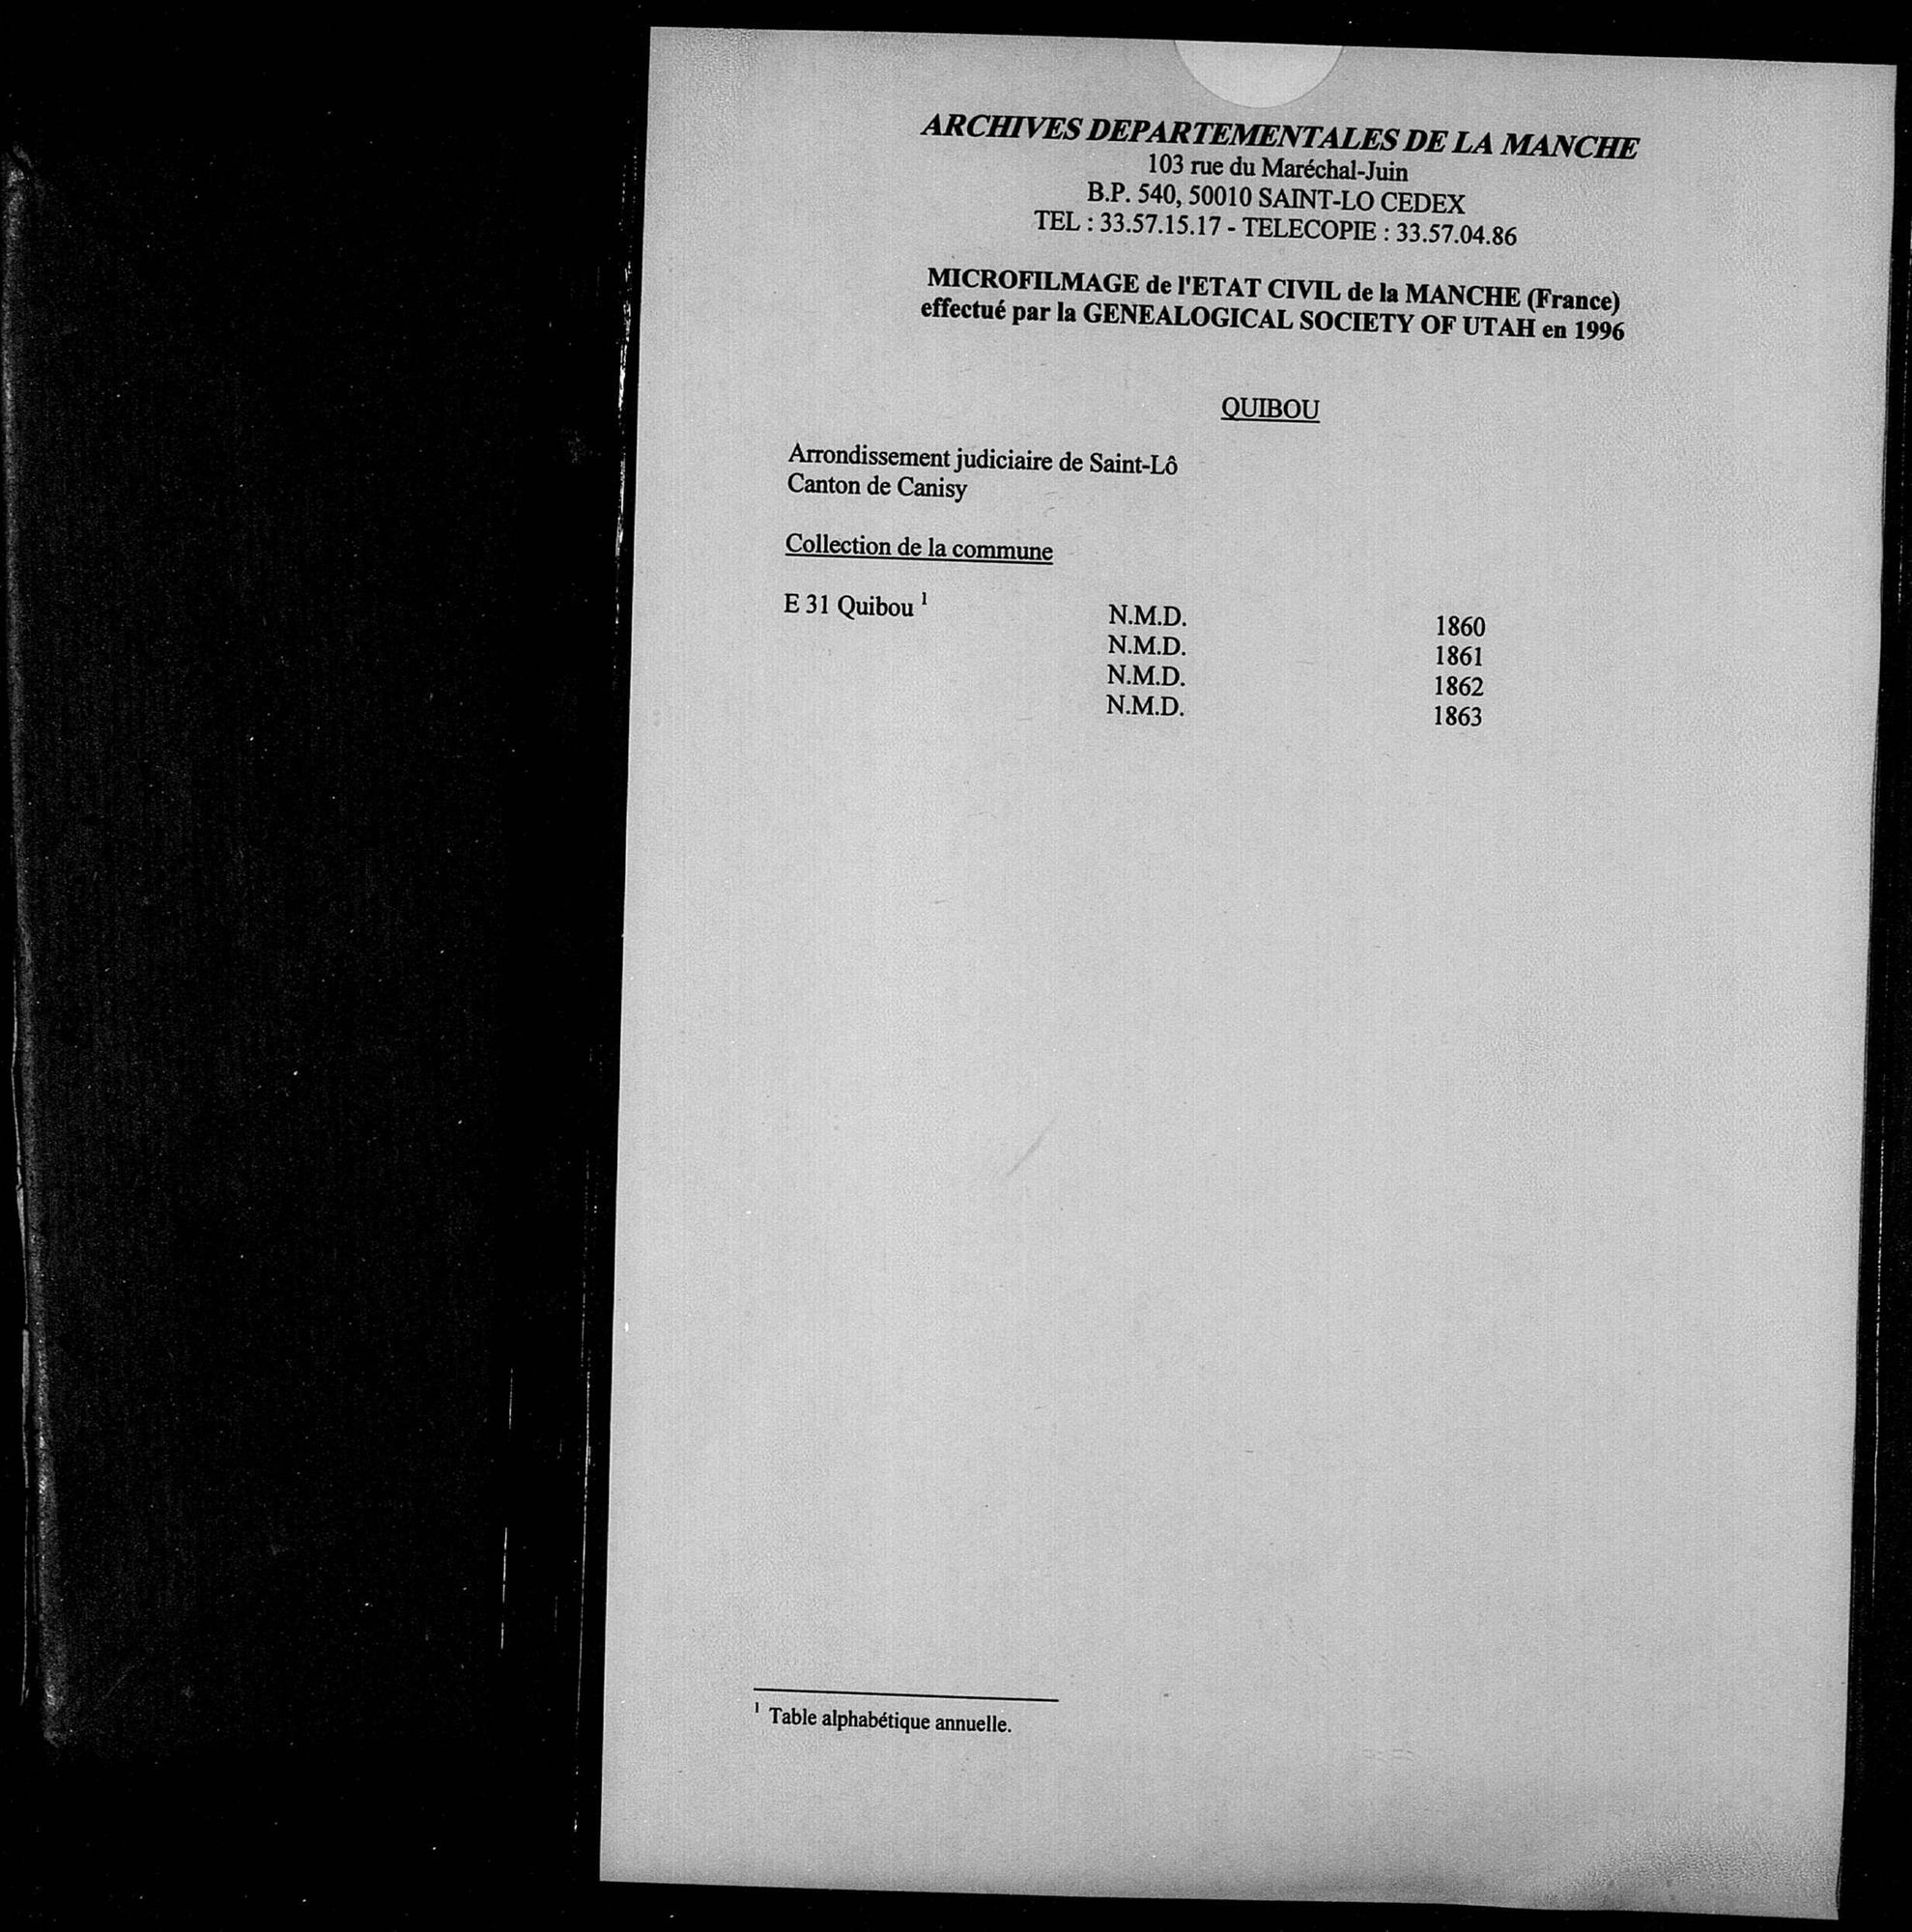 ARCHIVES DEPARTEMENTALES DE LA MANCHE
103 rue du Maréchal-Juin
B.P. 540, 50010 SAINT-LO CEDEX
TEL : 33.57.15.17 - TELECOPIE : 33.57.04.86
MICROFILMAGE de l'ETAT CIVIL de la MANCHE (France)
effectué par la GENEALOGICAL SOCIETY OF UTAH en 1996
QUIBOU
Arrondissement judiciaire de Saint-Lô
Canton de Canisy
Collection de la commune
E 31 Quibou ¹ N.M.D. 1860
N.M.D. 1861
N.M.D. 1862
N.M.D. 1863
¹ Table alphabétique annuelle.